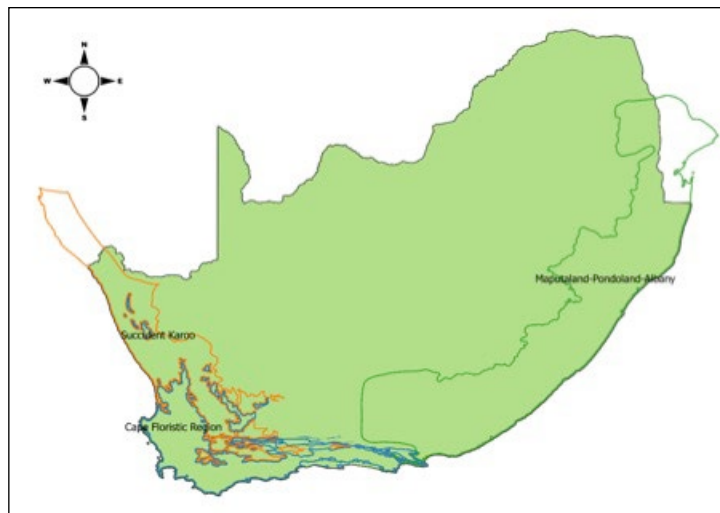 N
W E
S
Maputaland-Pondoland-Albany
Succulent Karoo
Cape Floristic Region